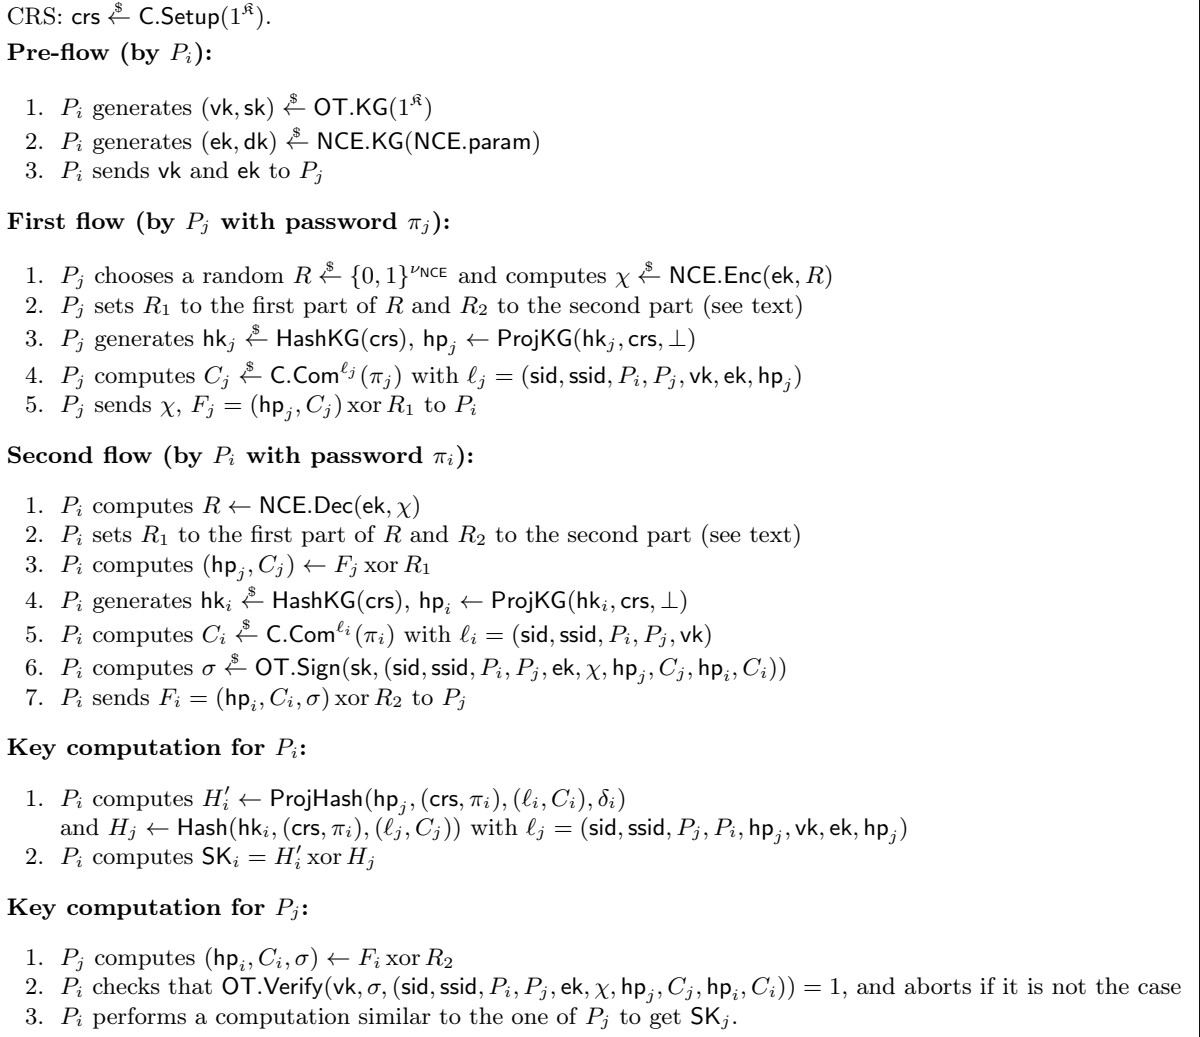 CRS: crs ←$ C.Setup(1^𝔎).
Pre-flow (by P_i):
1. P_i generates (vk, sk) ←$ OT.KG(1^𝔎)
2. P_i generates (ek, dk) ←$ NCE.KG(NCE.param)
3. P_i sends vk and ek to P_j
First flow (by P_j with password π_j):
1. P_j chooses a random R ←$ {0, 1}^{ν_NCE} and computes χ ←$ NCE.Enc(ek, R)
2. P_j sets R_1 to the first part of R and R_2 to the second part (see text)
3. P_j generates hk_j ←$ HashKG(crs), hp_j ← ProjKG(hk_j, crs, ⊥)
4. P_j computes C_j ←$ C.Com^{ℓ_j}(π_j) with ℓ_j = (sid, ssid, P_i, P_j, vk, ek, hp_j)
5. P_j sends χ, F_j = (hp_j, C_j) xor R_1 to P_i
Second flow (by P_i with password π_i):
1. P_i computes R ← NCE.Dec(ek, χ)
2. P_i sets R_1 to the first part of R and R_2 to the second part (see text)
3. P_i computes (hp_j, C_j) ← F_j xor R_1
4. P_i generates hk_i ←$ HashKG(crs), hp_i ← ProjKG(hk_i, crs, ⊥)
5. P_i computes C_i ←$ C.Com^{ℓ_i}(π_i) with ℓ_i = (sid, ssid, P_i, P_j, vk)
6. P_i computes σ ←$ OT.Sign(sk, (sid, ssid, P_i, P_j, ek, χ, hp_j, C_j, hp_i, C_i))
7. P_i sends F_i = (hp_i, C_i, σ) xor R_2 to P_j
Key computation for P_i:
1. P_i computes H′_i ← ProjHash(hp_j, (crs, π_i), (ℓ_i, C_i), δ_i)
and H_j ← Hash(hk_i, (crs, π_i), (ℓ_j, C_j)) with ℓ_j = (sid, ssid, P_j, P_i, hp_j, vk, ek, hp_j)
2. P_i computes SK_i = H′_i xor H_j
Key computation for P_j:
1. P_j computes (hp_i, C_i, σ) ← F_i xor R_2
2. P_i checks that OT.Verify(vk, σ, (sid, ssid, P_i, P_j, ek, χ, hp_j, C_j, hp_i, C_i)) = 1, and aborts if it is not the case
3. P_i performs a computation similar to the one of P_j to get SK_j.